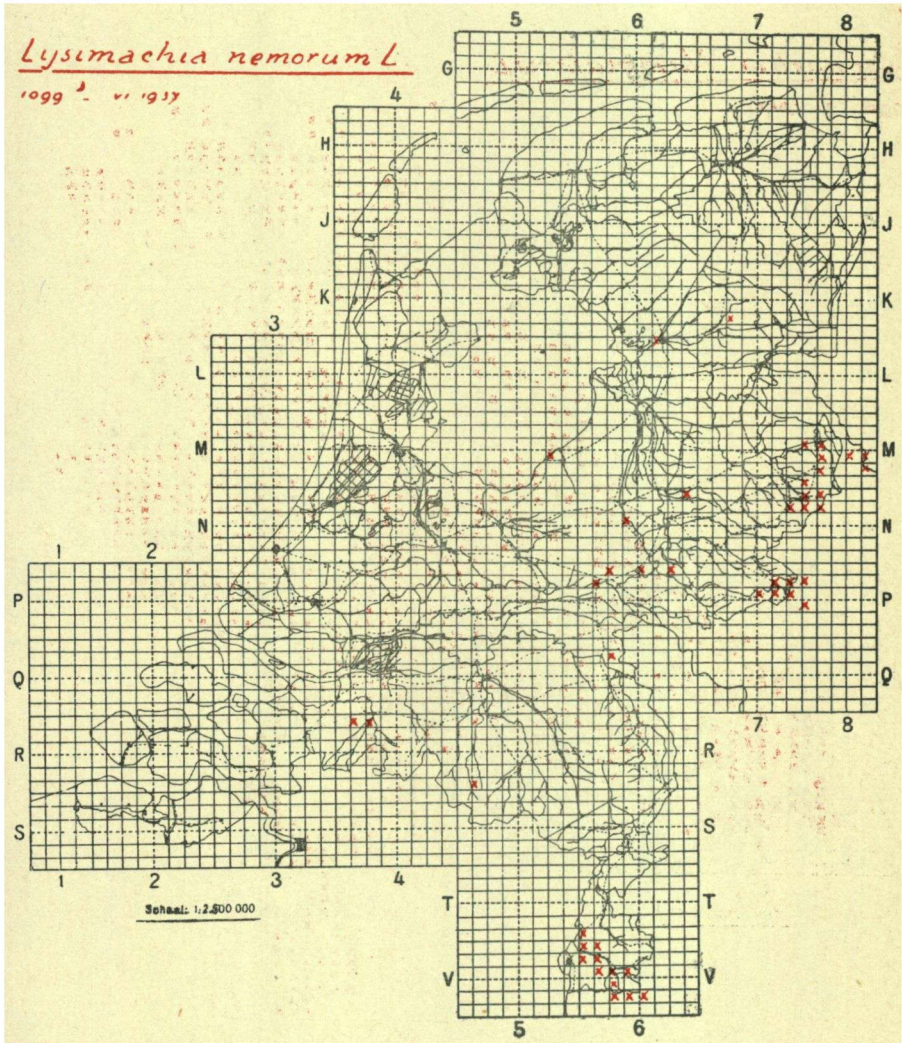 Lysimachia nemorum L
1099 - VI 1937
5 6 7 8
G G
4
H H
J J
K K
3
L L
M M
N N
1 2
P P
Q Q
7 8
R R
S S
1 2 3 4
T T
Schaal: 1:2.500 000
V V
5 6